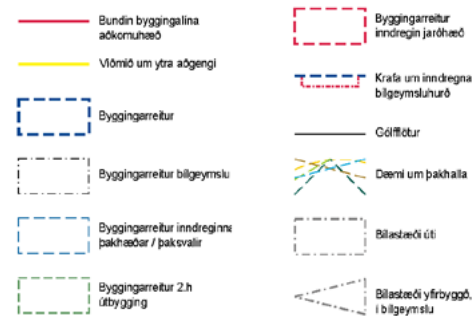 Bundin byggingalína
aðkomuhæð
Viðmið um ytra aðgengi
Byggingarreitur
Byggingarreitur bílgeymslu
Byggingarreitur inndreginna
þakhæðar / þaksvalir
Byggingarreitur 2.h
útbygging
Byggingarreitur
inndregin jarðhæð
Krafa um inndregna
bílgeymsluhurð
Gólfflötur
Dæmi um þakhalla
Bílastæði úti
Bílastæði yfirbyggð,
í bílgeymslu